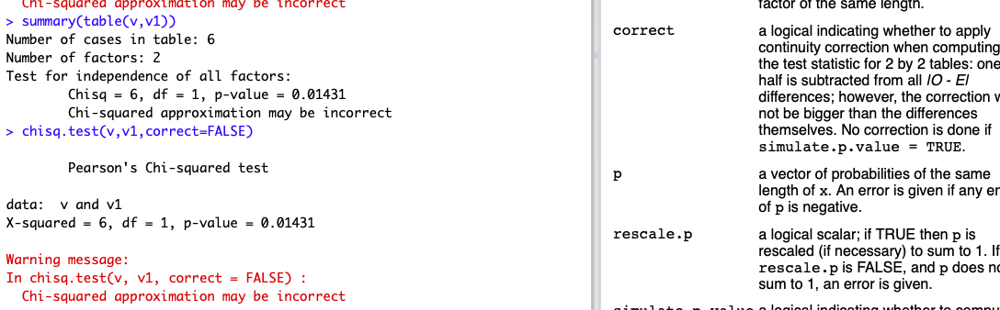 Chi-squared approximation may be incorrect
> summary(table(v,v1))
Number of cases in table: 6
Number of factors: 2
Test for independence of all factors:
Chisq = 6, df = 1, p-value = 0.01431
Chi-squared approximation may be incorrect
> chisq.test(v,v1,correct=FALSE)
Pearson's Chi-squared test
data: v and v1
X-squared = 6, df = 1, p-value = 0.01431
Warning message:
In chisq.test(v, v1, correct = FALSE) :
Chi-squared approximation may be incorrect
factor of the same length.
correct
a logical indicating whether to apply
continuity correction when computing
the test statistic for 2 by 2 tables: one
half is subtracted from all |O - E|
differences; however, the correction
not be bigger than the differences
themselves. No correction is done if
simulate.p.value = TRUE.
p
a vector of probabilities of the same
length of x. An error is given if any
of p is negative.
rescale.p
a logical scalar; if TRUE then p is
rescaled (if necessary) to sum to 1. If
rescale.p is FALSE, and p does
sum to 1, an error is given.
simulate.p.value a logical indicating whether to